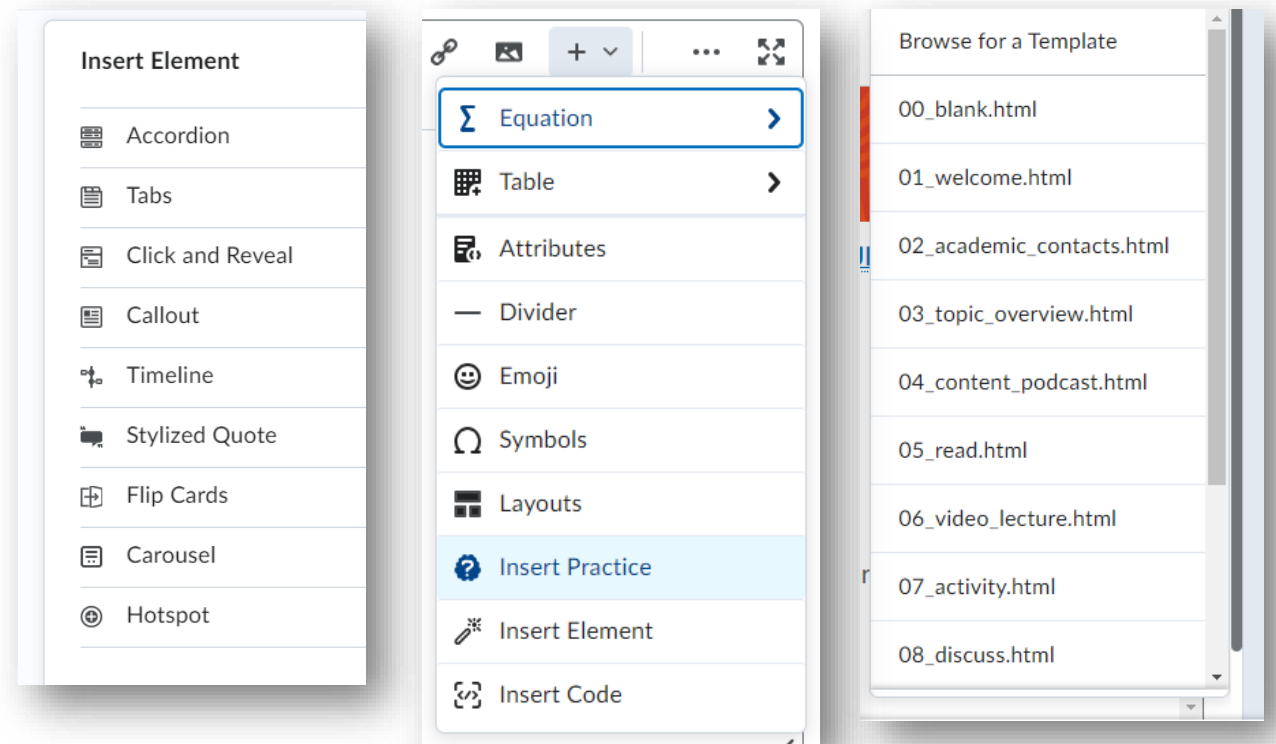 Insert Element
Accordion
Tabs
Click and Reveal
Callout
Timeline
Stylized Quote
Flip Cards
Carousel
Hotspot
Equation
Table
Attributes
Divider
Emoji
Symbols
Layouts
Insert Practice
Insert Element
Insert Code
Browse for a Template
00_blank.html
01_welcome.html
02_academic_contacts.html
03_topic_overview.html
04_content_podcast.html
05_read.html
06_video_lecture.html
07_activity.html
08_discuss.html